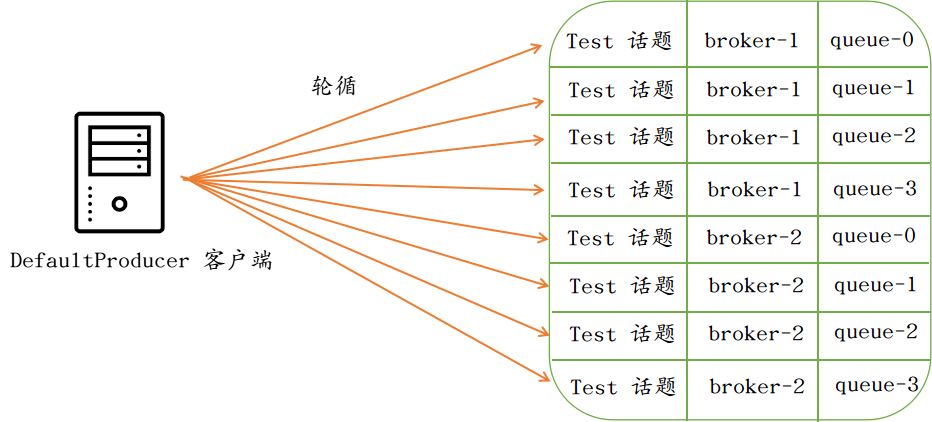 轮循
DefaultProducer 客户端
Test 话题 broker-1 queue-0
Test 话题 broker-1 queue-1
Test 话题 broker-1 queue-2
Test 话题 broker-1 queue-3
Test 话题 broker-2 queue-0
Test 话题 broker-2 queue-1
Test 话题 broker-2 queue-2
Test 话题 broker-2 queue-3